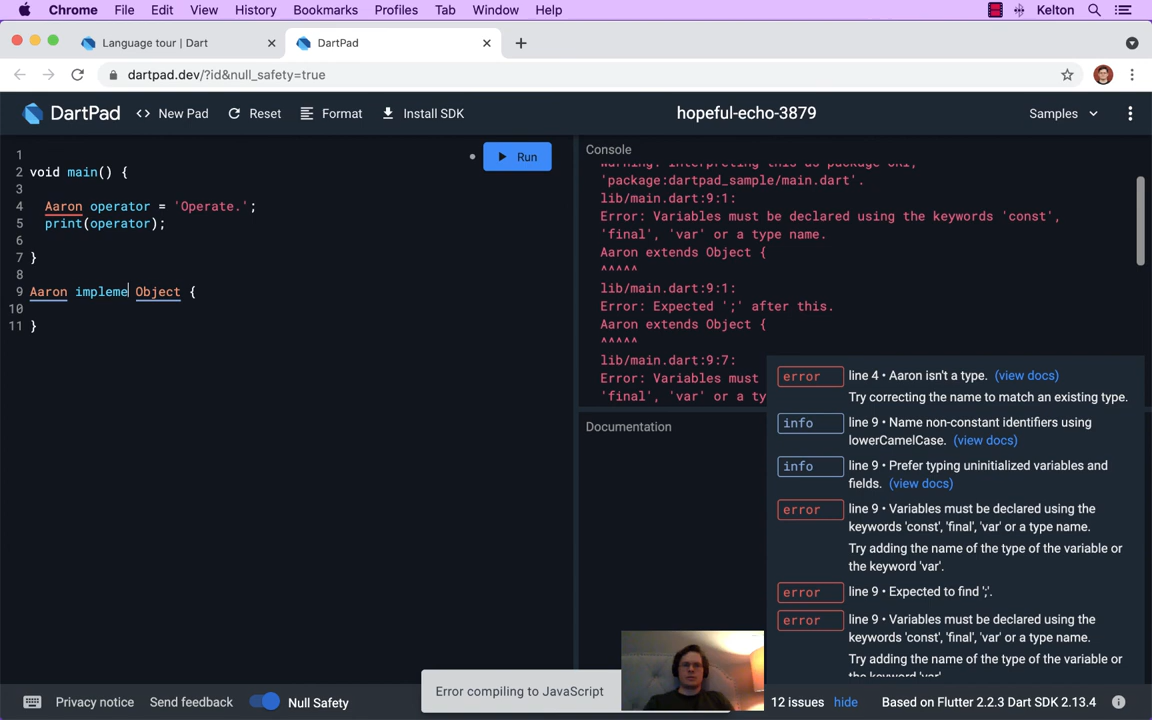 Chrome File Edit View History Bookmarks Profiles Tab Window Help Kelton
Language tour | Dart
DartPad
dartpad.dev/?id&null_safety=true
DartPad <> New Pad Reset Format Install SDK hopeful-echo-3879 Samples
Run
1
2 void main() {
3
4 Aaron operator = 'Operate.';
5 print(operator);
6
7 }
8
9 Aaron impleme Object {
10
11 }
Console
'package:dartpad_sample/main.dart'.
lib/main.dart:9:1:
Error: Variables must be declared using the keywords 'const',
'final', 'var' or a type name.
Aaron extends Object {
^^^^^
lib/main.dart:9:1:
Error: Expected ';' after this.
Aaron extends Object {
^^^^^
lib/main.dart:9:7:
Error: Variables must
'final', 'var' or a ty
Documentation
error line 4 • Aaron isn't a type. (view docs)
Try correcting the name to match an existing type.
info line 9 • Name non-constant identifiers using
lowerCamelCase. (view docs)
info line 9 • Prefer typing uninitialized variables and
fields. (view docs)
error line 9 • Variables must be declared using the
keywords 'const', 'final', 'var' or a type name.
Try adding the name of the type of the variable or
the keyword 'var'.
error line 9 • Expected to find ';'.
error line 9 • Variables must be declared using the
keywords 'const', 'final', 'var' or a type name.
Try adding the name of the type of the variable or
Error compiling to JavaScript
Privacy notice Send feedback Null Safety 12 issues hide Based on Flutter 2.2.3 Dart SDK 2.13.4